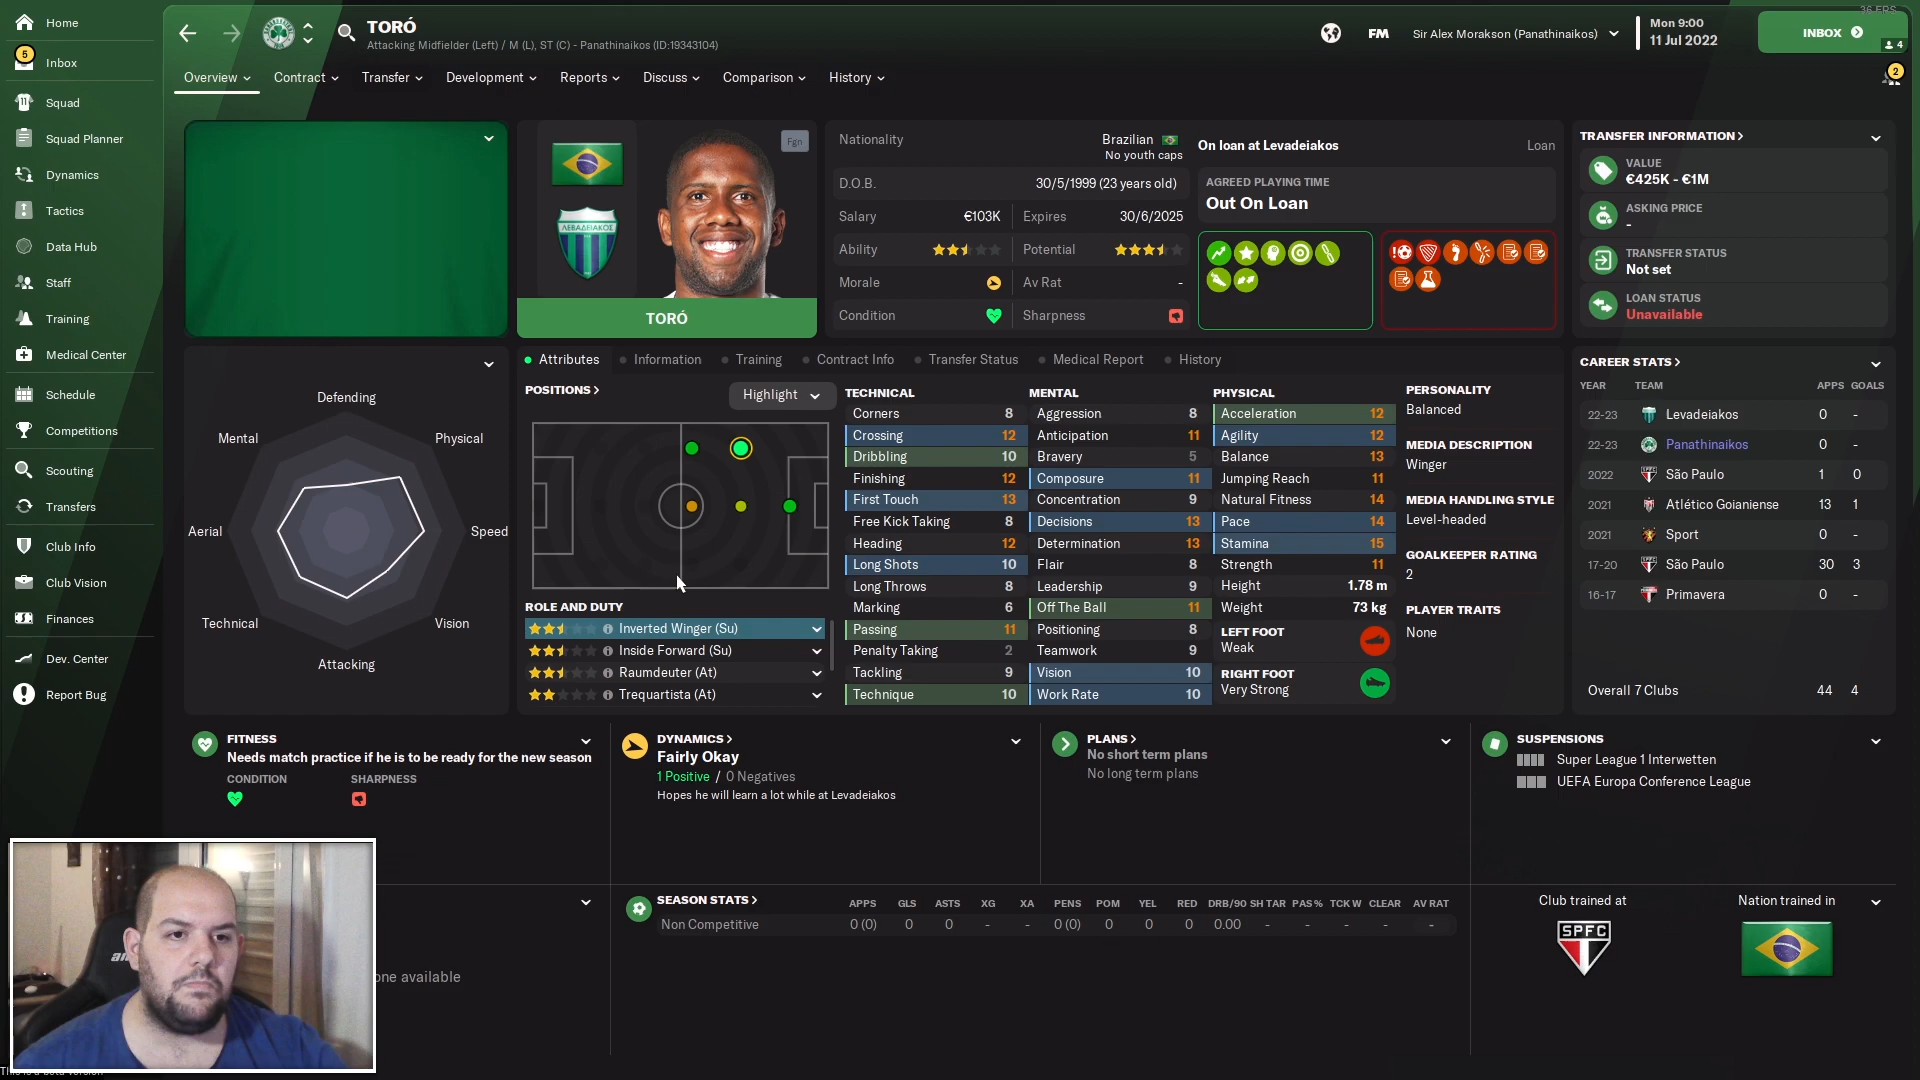 36 FPS
Home
5
Inbox
Squad
Squad Planner
Dynamics
Tactics
Data Hub
Staff
Training
Medical Center
Schedule
Competitions
Scouting
Transfers
Club Info
Club Vision
Finances
Dev. Center
Report Bug
TORÓ
Attacking Midfielder (Left) / M (L), ST (C) - Panathinaikos (ID:19343104)
FM
Sir Alex Morakson (Panathinaikos)
Mon 9:00
11 Jul 2022
INBOX
4
2
Overview
Contract
Transfer
Development
Reports
Discuss
Comparison
History
Fgn
ΛΕΒΑΔΕΙΑΚΟΣ
TORÓ
Nationality
Brazilian
No youth caps
D.O.B.
30/5/1999 (23 years old)
Salary €103K
Expires 30/6/2025
Ability
Potential
Morale
Av Rat -
Condition
Sharpness
On loan at Levadeiakos
Loan
AGREED PLAYING TIME
Out On Loan
TRANSFER INFORMATION
VALUE
€425K - €1M
ASKING PRICE
-
TRANSFER STATUS
Not set
LOAN STATUS
Unavailable
Defending
Physical
Speed
Vision
Attacking
Technical
Aerial
Mental
Attributes
Information
Training
Contract Info
Transfer Status
Medical Report
History
POSITIONS
Highlight
ROLE AND DUTY
Inverted Winger (Su)
Inside Forward (Su)
Raumdeuter (At)
Trequartista (At)
TECHNICAL
Corners 8
Crossing 12
Dribbling 10
Finishing 12
First Touch 13
Free Kick Taking 8
Heading 12
Long Shots 10
Long Throws 8
Marking 6
Passing 11
Penalty Taking 2
Tackling 9
Technique 10
MENTAL
Aggression 8
Anticipation 11
Bravery 5
Composure 11
Concentration 9
Decisions 13
Determination 13
Flair 8
Leadership 9
Off The Ball 11
Positioning 8
Teamwork 9
Vision 10
Work Rate 10
PHYSICAL
Acceleration 12
Agility 12
Balance 13
Jumping Reach 11
Natural Fitness 14
Pace 14
Stamina 15
Strength 11
Height 1.78 m
Weight 73 kg
LEFT FOOT
Weak
RIGHT FOOT
Very Strong
PERSONALITY
Balanced
MEDIA DESCRIPTION
Winger
MEDIA HANDLING STYLE
Level-headed
GOALKEEPER RATING
2
PLAYER TRAITS
None
CAREER STATS
YEAR TEAM APPS GOALS
22-23 Levadeiakos 0 -
22-23 Panathinaikos 0 -
2022 São Paulo 1 0
2021 Atlético Goianiense 13 1
2021 Sport 0 -
17-20 São Paulo 30 3
16-17 Primavera 0 -
Overall 7 Clubs 44 4
FITNESS
Needs match practice if he is to be ready for the new season
CONDITION SHARPNESS
DYNAMICS
Fairly Okay
1 Positive / 0 Negatives
Hopes he will learn a lot while at Levadeiakos
PLANS
No short term plans
No long term plans
SUSPENSIONS
Super League 1 Interwetten
UEFA Europa Conference League
one available
SEASON STATS
APPS GLS ASTS XG XA PENS POM YEL RED DRB/90 SH TAR PAS % TCK W CLEAR AV RAT
Non Competitive 0 (0) 0 0 - - 0 (0) 0 0 0 0.00 - - - - -
Club trained at
SPFC
Nation trained in